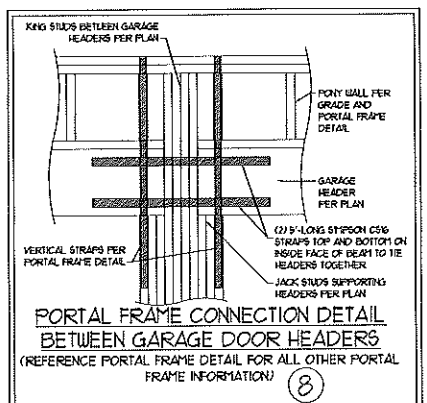 KING STUDS BETWEEN GARAGE
HEADERS PER PLAN
PONY WALL PER
GRADE AND
PORTAL FRAME
DETAIL
GARAGE
HEADER
PER PLAN
(2) 5'-LONG SIMPSON CS16
STRAPS TOP AND BOTTOM ON
INSIDE FACE OF BEAM TO TIE
HEADERS TOGETHER
VERTICAL STRAPS PER
PORTAL FRAME DETAIL
JACK STUDS SUPPORTING
HEADERS PER PLAN
PORTAL FRAME CONNECTION DETAIL
BETWEEN GARAGE DOOR HEADERS
(REFERENCE PORTAL FRAME DETAIL FOR ALL OTHER PORTAL
FRAME INFORMATION)
8